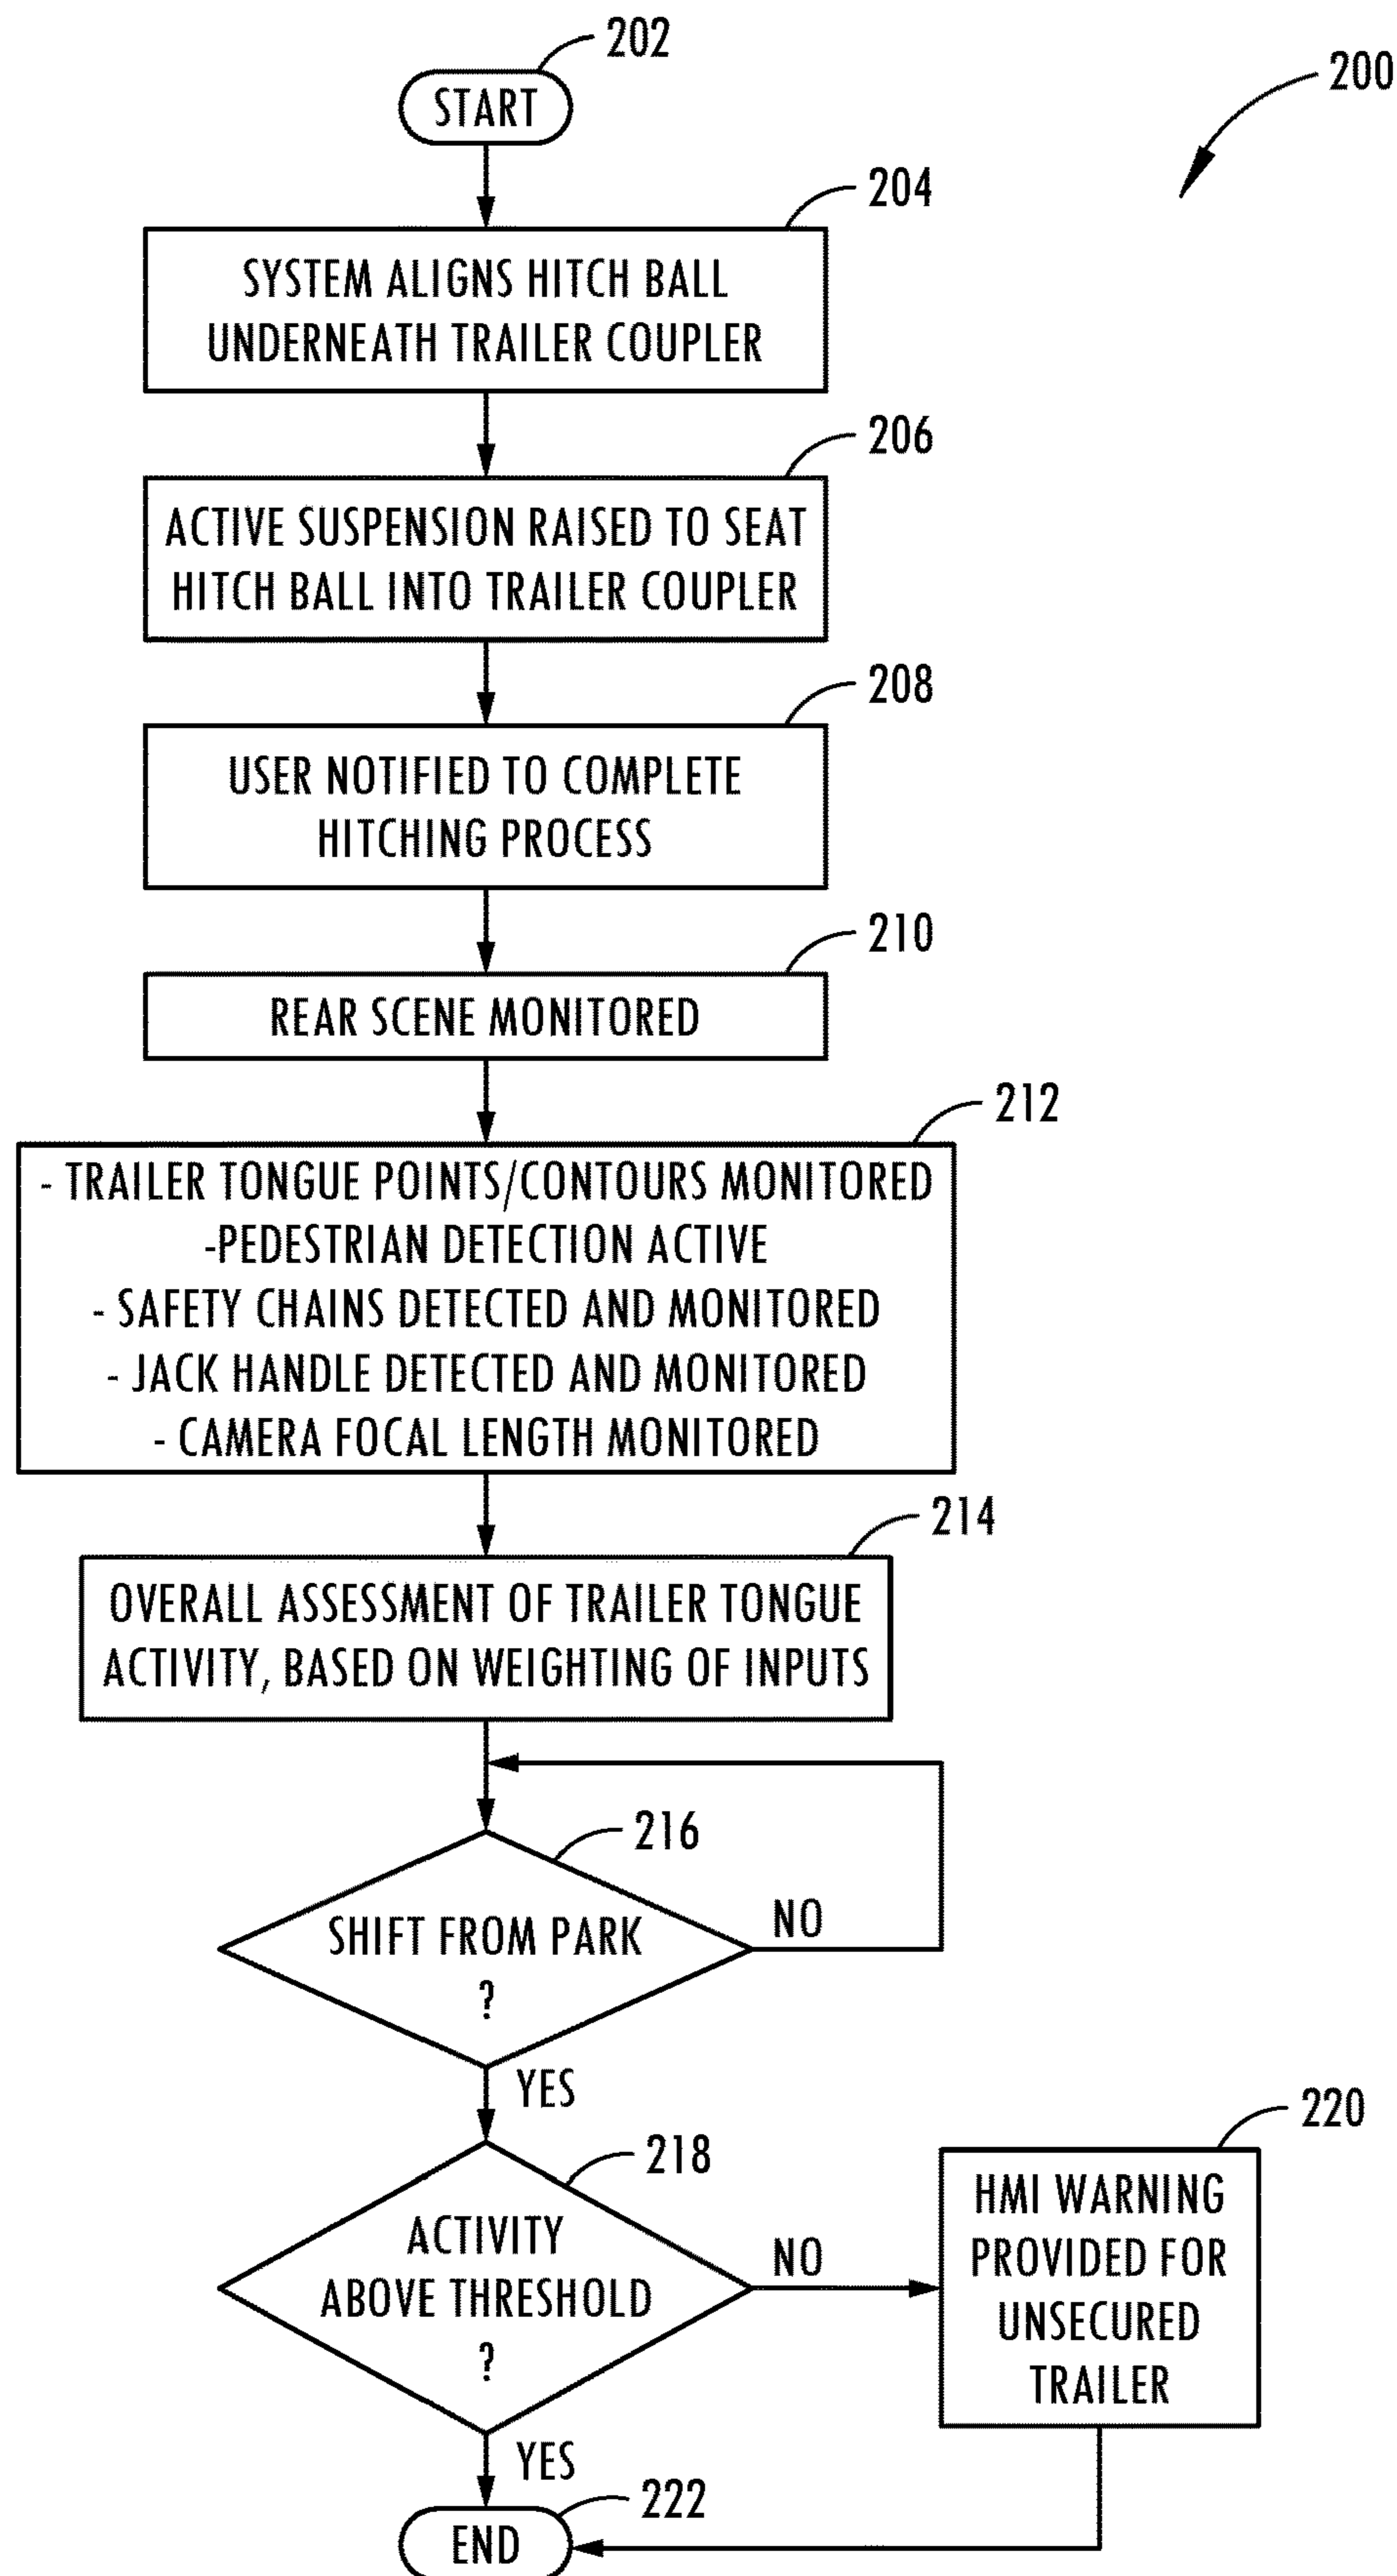 202
START
200
204
SYSTEM ALIGNS HITCH BALL
UNDERNEATH TRAILER COUPLER
206
ACTIVE SUSPENSION RAISED TO SEAT
HITCH BALL INTO TRAILER COUPLER
208
USER NOTIFIED TO COMPLETE
HITCHING PROCESS
210
REAR SCENE MONITORED
212
- TRAILER TONGUE POINTS/CONTOURS MONITORED
-PEDESTRIAN DETECTION ACTIVE
- SAFETY CHAINS DETECTED AND MONITORED
- JACK HANDLE DETECTED AND MONITORED
- CAMERA FOCAL LENGTH MONITORED
214
OVERALL ASSESSMENT OF TRAILER TONGUE
ACTIVITY, BASED ON WEIGHTING OF INPUTS
216
SHIFT FROM PARK
?
NO
YES
218
ACTIVITY
ABOVE THRESHOLD
?
NO
220
HMI WARNING
PROVIDED FOR
UNSECURED
TRAILER
YES
222
END